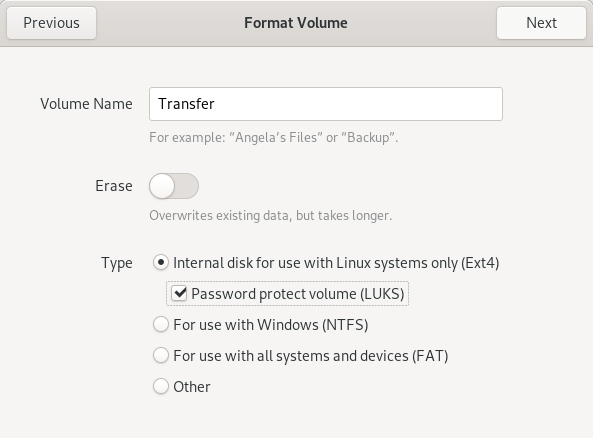 Previous
Format Volume
Next
Volume Name
Transfer
For example: “Angela’s Files” or “Backup”.
Erase
Overwrites existing data, but takes longer.
Type
Internal disk for use with Linux systems only (Ext4)
Password protect volume (LUKS)
For use with Windows (NTFS)
For use with all systems and devices (FAT)
Other